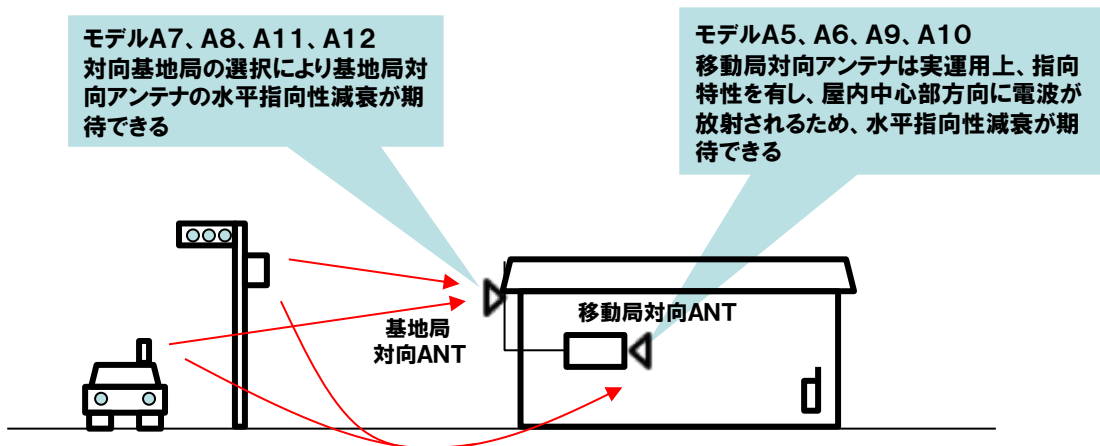 モデルA7、A8、A11、A12
対向基地局の選択により基地局対
向アンテナの水平指向性減衰が期
待できる
モデルA5、A6、A9、A10
移動局対向アンテナは実運用上、指向
特性を有し、屋内中心部方向に電波が
放射されるため、水平指向性減衰が期
待できる
基地局
対向ANT
移動局対向ANT